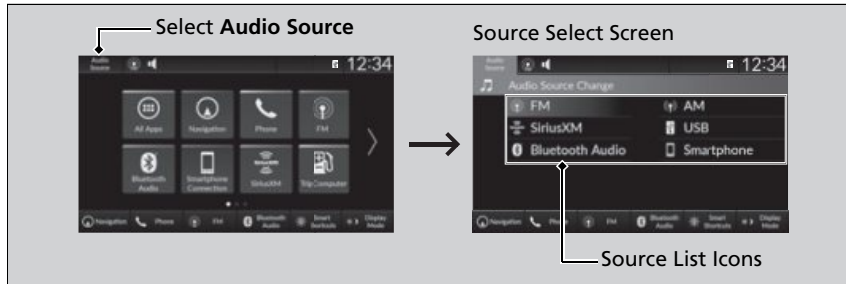 Select Audio Source
Source Select Screen
Audio Source
12:34
All Apps
Navigation
Phone
FM
Bluetooth Audio
Smartphone Connection
SiriusXM
Trip Computer
Navigation
Phone
FM
Bluetooth Audio
Smart Shortcuts
Display Mode
Audio Source
12:34
Audio Source Change
FM
AM
SiriusXM
USB
Bluetooth Audio
Smartphone
Navigation
Phone
FM
Bluetooth Audio
Smart Shortcuts
Display Mode
Source List Icons